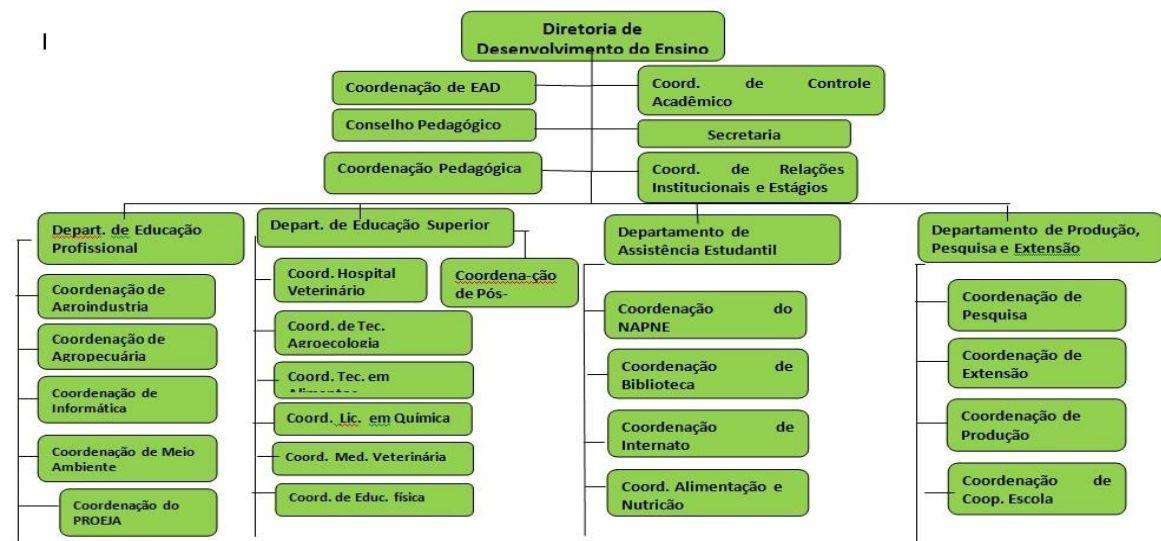 I
Diretoria de
Desenvolvimento do Ensino
Coordenação de EAD
Coord. de Controle
Acadêmico
Conselho Pedagógico
Secretaria
Coordenação Pedagógica
Coord. de Relações
Institucionais e Estágios
Depart. de Educação
Profissional
Coordenação de
Agroindustria
Coordenação de
Agropecuária
Coordenação de
Informática
Coordenação de Meio
Ambiente
Coordenação do
PROEJA
Depart. de Educação Superior
Coord. Hospital
Veterinário
Coordena-ção
de Pós-
Coord. de Tec.
Agroecologia
Coord. Tec. em
Alimentos
Coord. Lic. em Química
Coord. Med. Veterinária
Coord. de Educ. física
Departamento de
Assistência Estudantil
Coordenação do
NAPNE
Coordenação de
Biblioteca
Coordenação de
Internato
Coord. Alimentação e
Nutricão
Departamento de Produção,
Pesquisa e Extensão
Coordenação de
Pesquisa
Coordenação de
Extensão
Coordenação de
Produção
Coordenação de
Coop. Escola